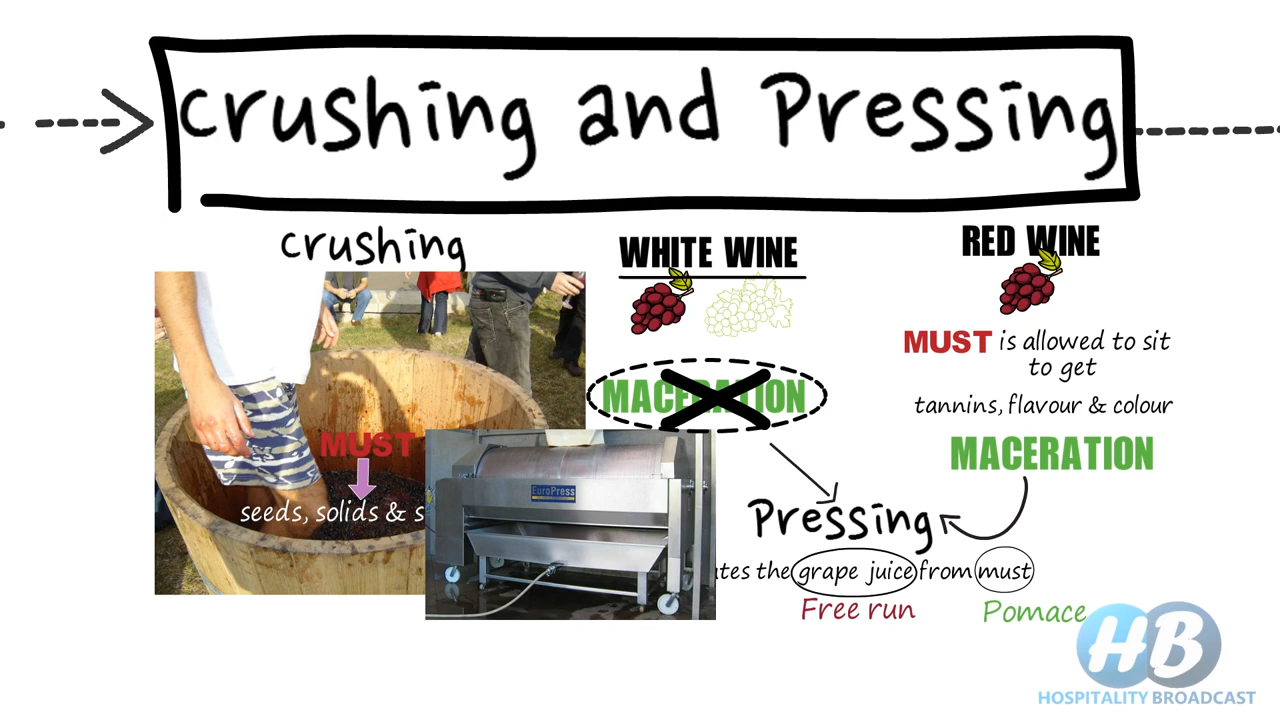 Crushing and Pressing
crushing
MUST
seeds, solids & s
EuroPress
WHITE WINE
MACERATION
RED WINE
MUST is allowed to sit
to get
tannins, flavour & colour
MACERATION
Pressing
tes the grape juice from must
Free run
Pomace
HB
HOSPITALITY BROADCAST